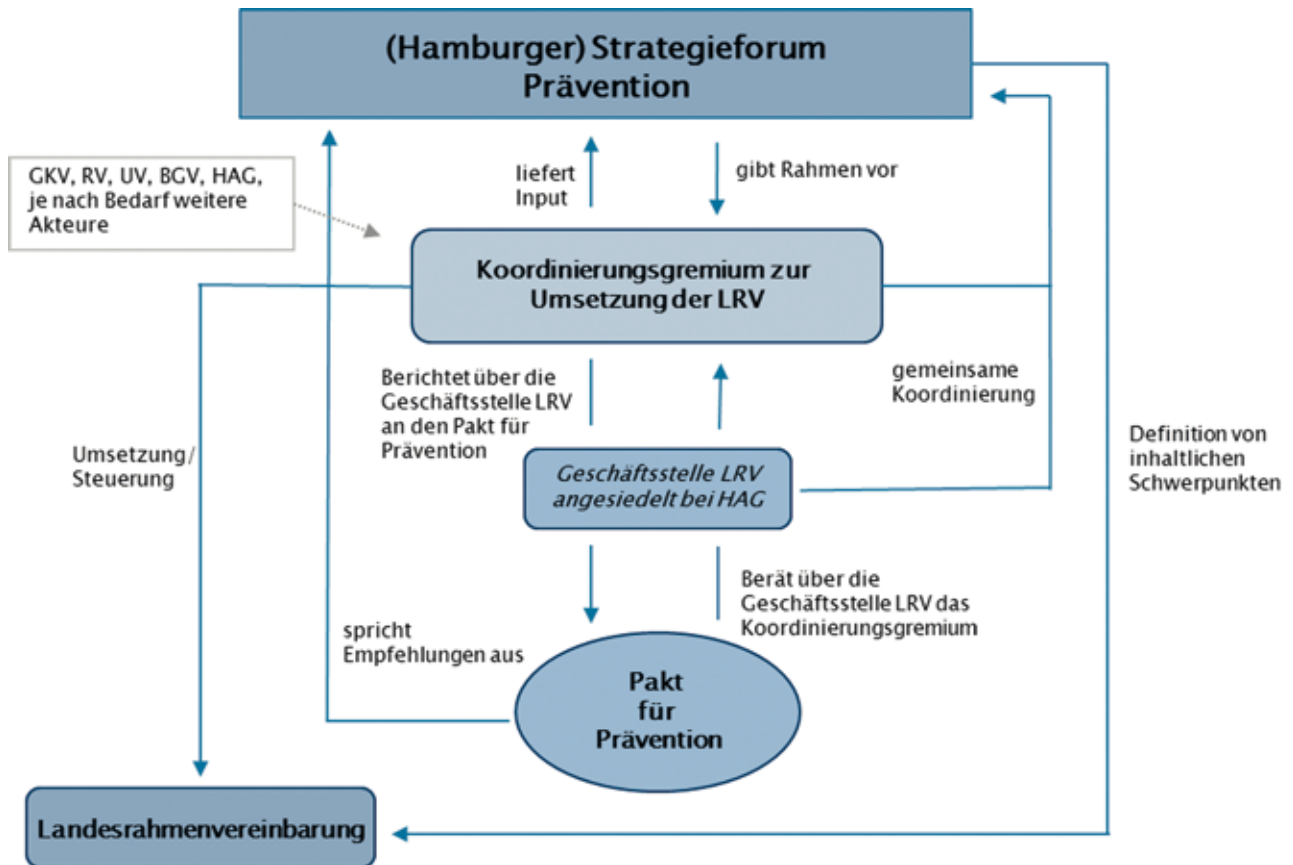 (Hamburger) Strategieforum
Prävention
GKV, RV, UV, BGV, HAG,
je nach Bedarf weitere
Akteure
liefert
Input
gibt Rahmen vor
Koordinierungsgremium zur
Umsetzung der LRV
Berichtet über die
Geschäftsstelle LRV
an den Pakt für
Prävention
gemeinsame
Koordinierung
Umsetzung/
Steuerung
Definition von
inhaltlichen
Schwerpunkten
Geschäftsstelle LRV
angesiedelt bei HAG
Berät über die
Geschäftsstelle LRV das
Koordinierungsgremium
spricht
Empfehlungen aus
Pakt
für
Prävention
Landesrahmenvereinbarung